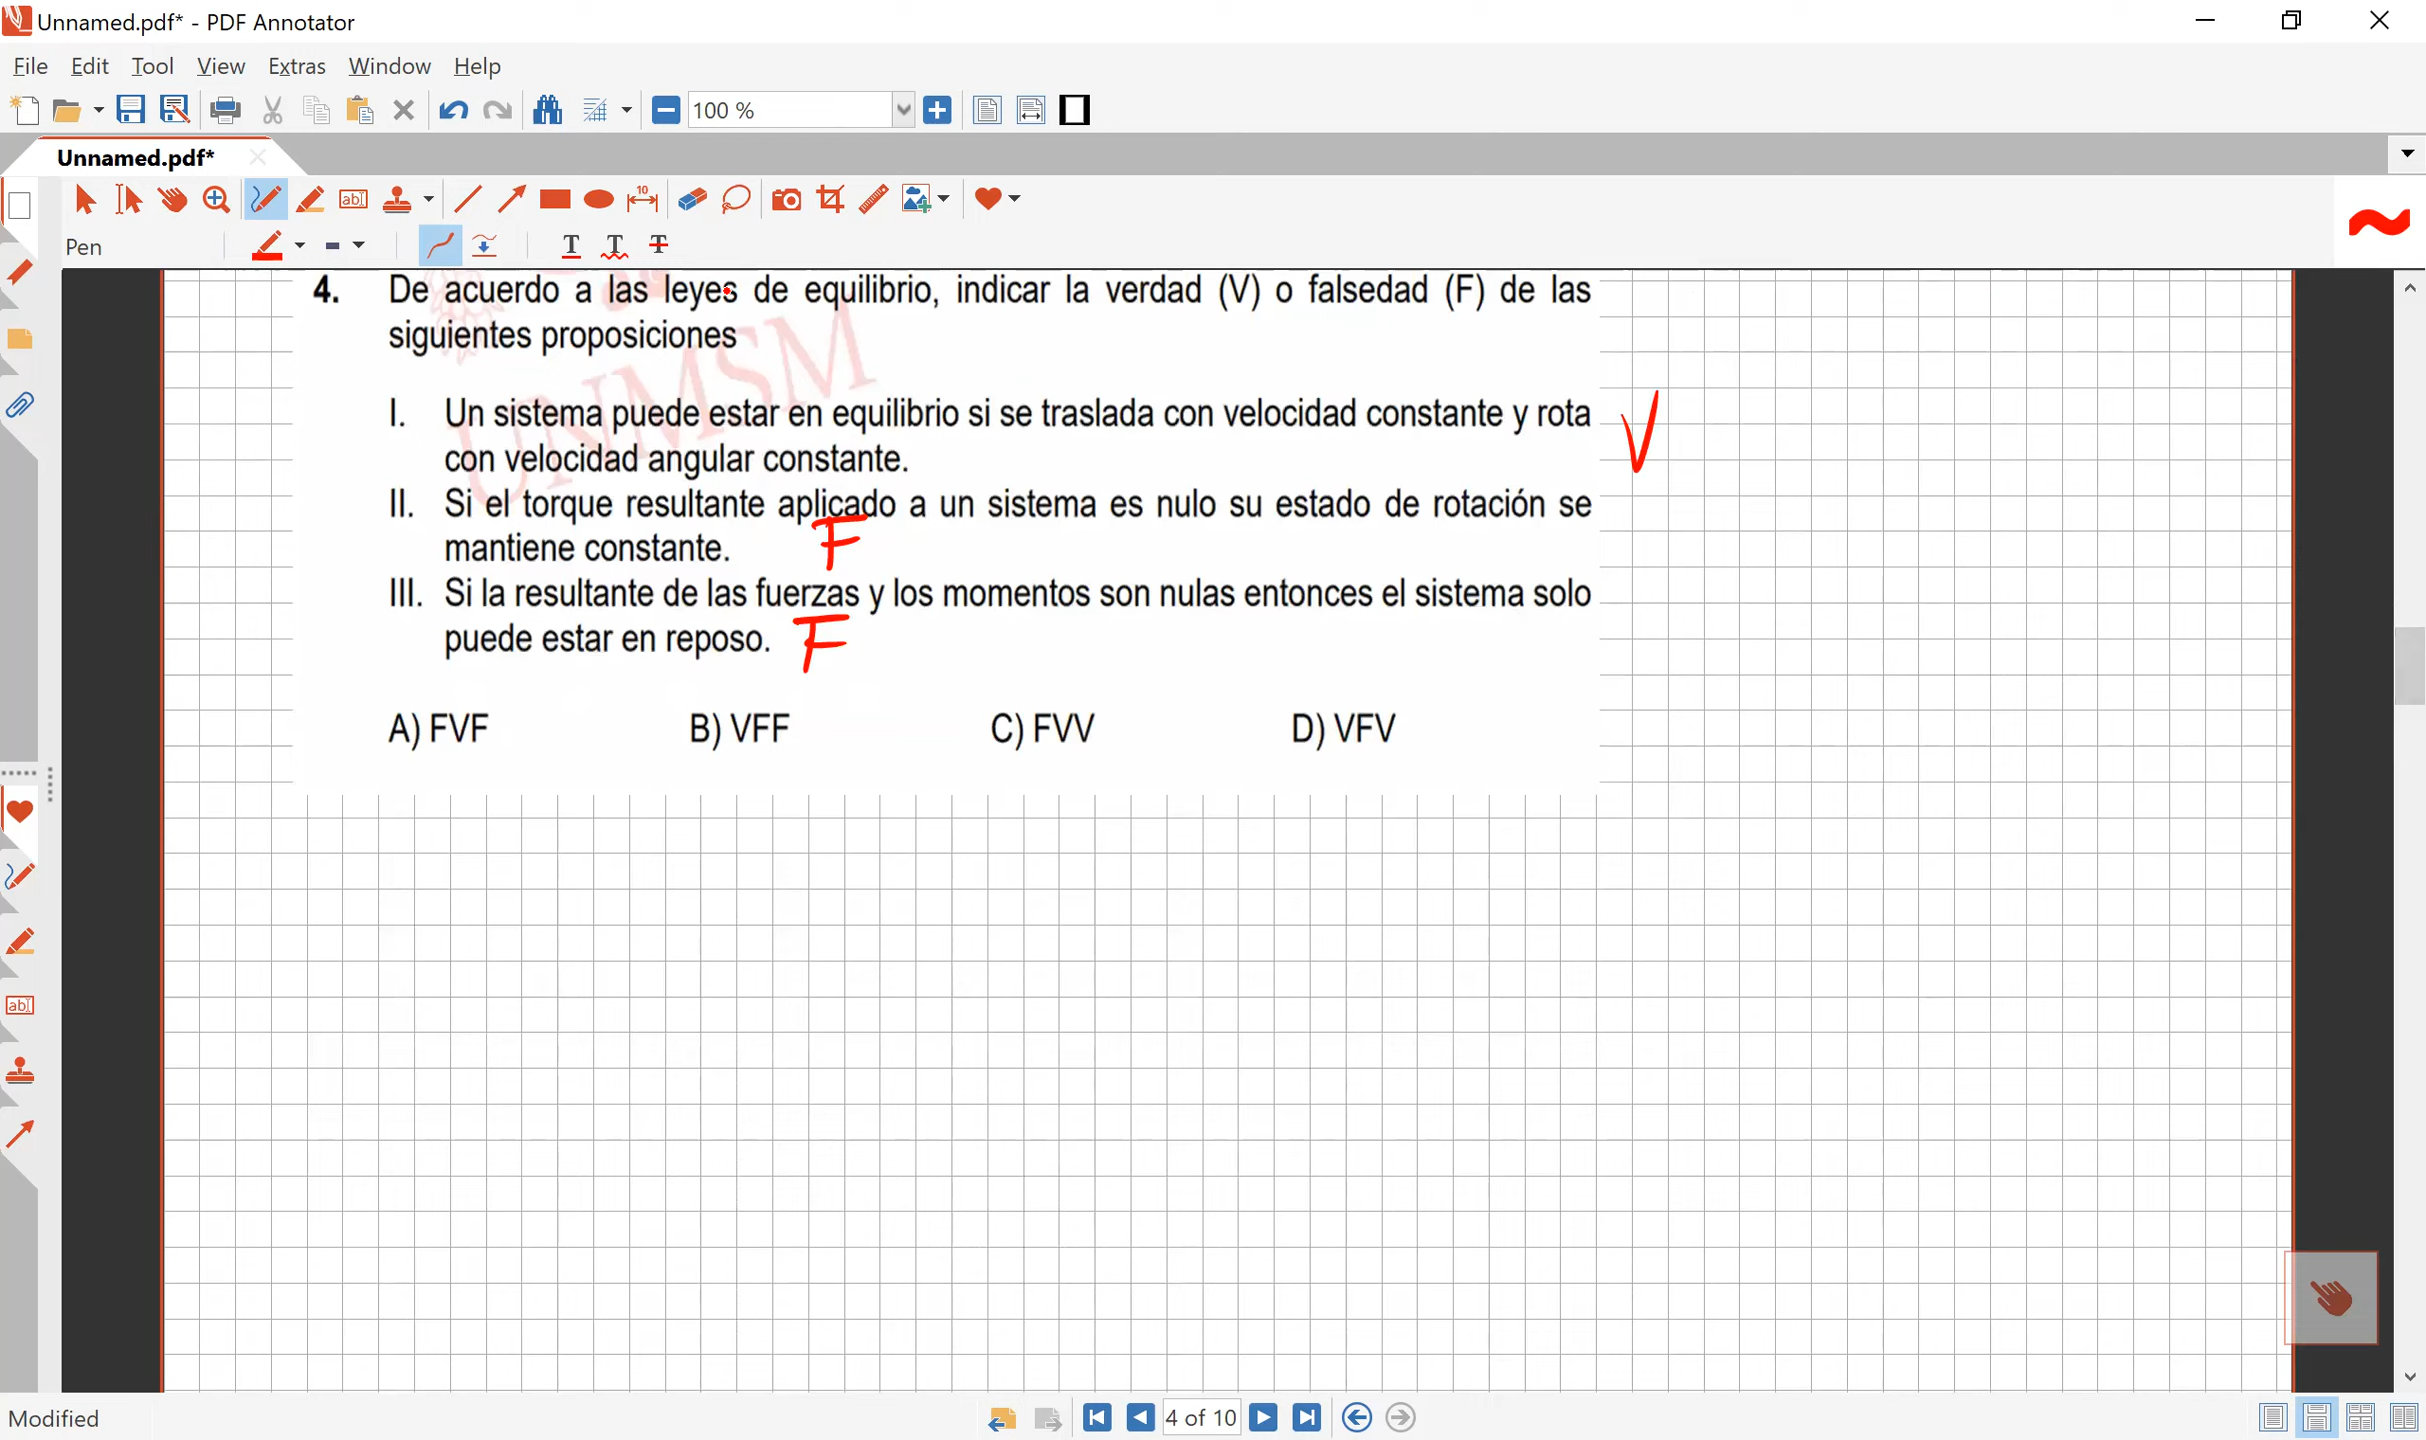 Unnamed.pdf* - PDF Annotator
File Edit Tool View Extras Window Help
100 %
Unnamed.pdf*
Pen
4. De acuerdo a las leyes de equilibrio, indicar la verdad (V) o falsedad (F) de las
siguientes proposiciones
UNMSM
I. Un sistema puede estar en equilibrio si se traslada con velocidad constante y rota V
con velocidad angular constante.
II. Si el torque resultante aplicado a un sistema es nulo su estado de rotación se
mantiene constante. F
III. Si la resultante de las fuerzas y los momentos son nulas entonces el sistema solo
puede estar en reposo. F
A) FVF B) VFF C) FVV D) VFV
Modified 4 of 10